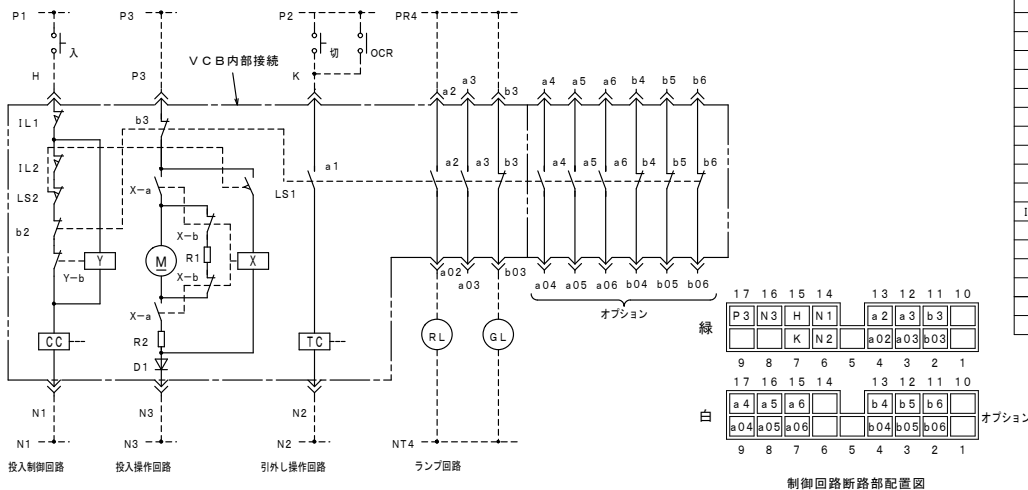 P1 P3 P2 PR4
入 切 OCR
H P3 K
VCB内部接続
a2 a3 b3 a4 a5 a6 b4 b5 b6
IL1 b3
IL2 a1 a2 a3 b3 a4 a5 a6 b4 b5 b6
LS2 X-a LS1
b2 X-b
R1
Y M X
Y-b X-b
a02 b03 a04 a05 a06 b04 b05 b06
a03
X-a オプション
CC R2 TC RL GL
D1
N1 N3 N2
N1 N3 N2 NT4
投入制御回路 投入操作回路 引外し操作回路 ランプ回路
17 16 15 14 13 12 11 10
緑
P3 N3 H N1 a2 a3 b3
K N2 a02 a03 b03
9 8 7 6 5 4 3 2 1
17 16 15 14 13 12 11 10
白
a4 a5 a6 b4 b5 b6
オプション
a04 a05 a06 b04 b05 b06
9 8 7 6 5 4 3 2 1
制御回路断路部配置図
I